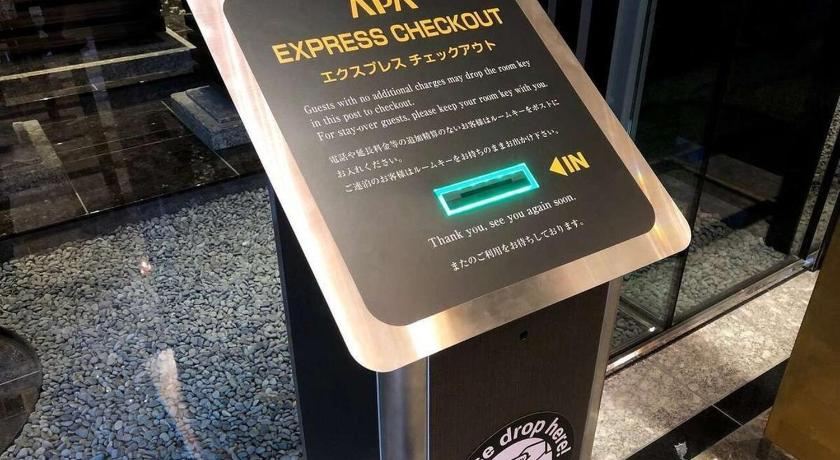 APA
EXPRESS CHECKOUT
エクスプレス チェックアウト
Guests with no additional charges may drop the room key
in this post to checkout.
For stay-over guests, please keep your room key with you.
電話や延長料金等の追加精算のないお客様はルームキーをポストに
お入れください。
ご連泊のお客様はルームキーをお持ちのままお出かけ下さい。
IN
Thank you, see you again soon.
またのご利用をお待ちしております。
drop here!